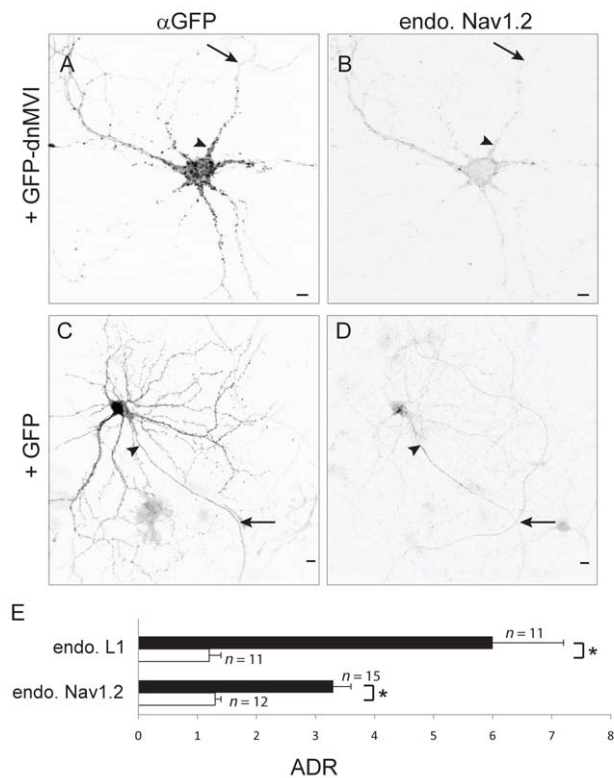 αGFP
endo. Nav1.2
+ GFP-dnMVI
A
B
+ GFP
C
D
E
endo. L1
n = 11
*
n = 11
endo. Nav1.2
n = 15
*
n = 12
0 1 2 3 4 5 6 7 8
ADR